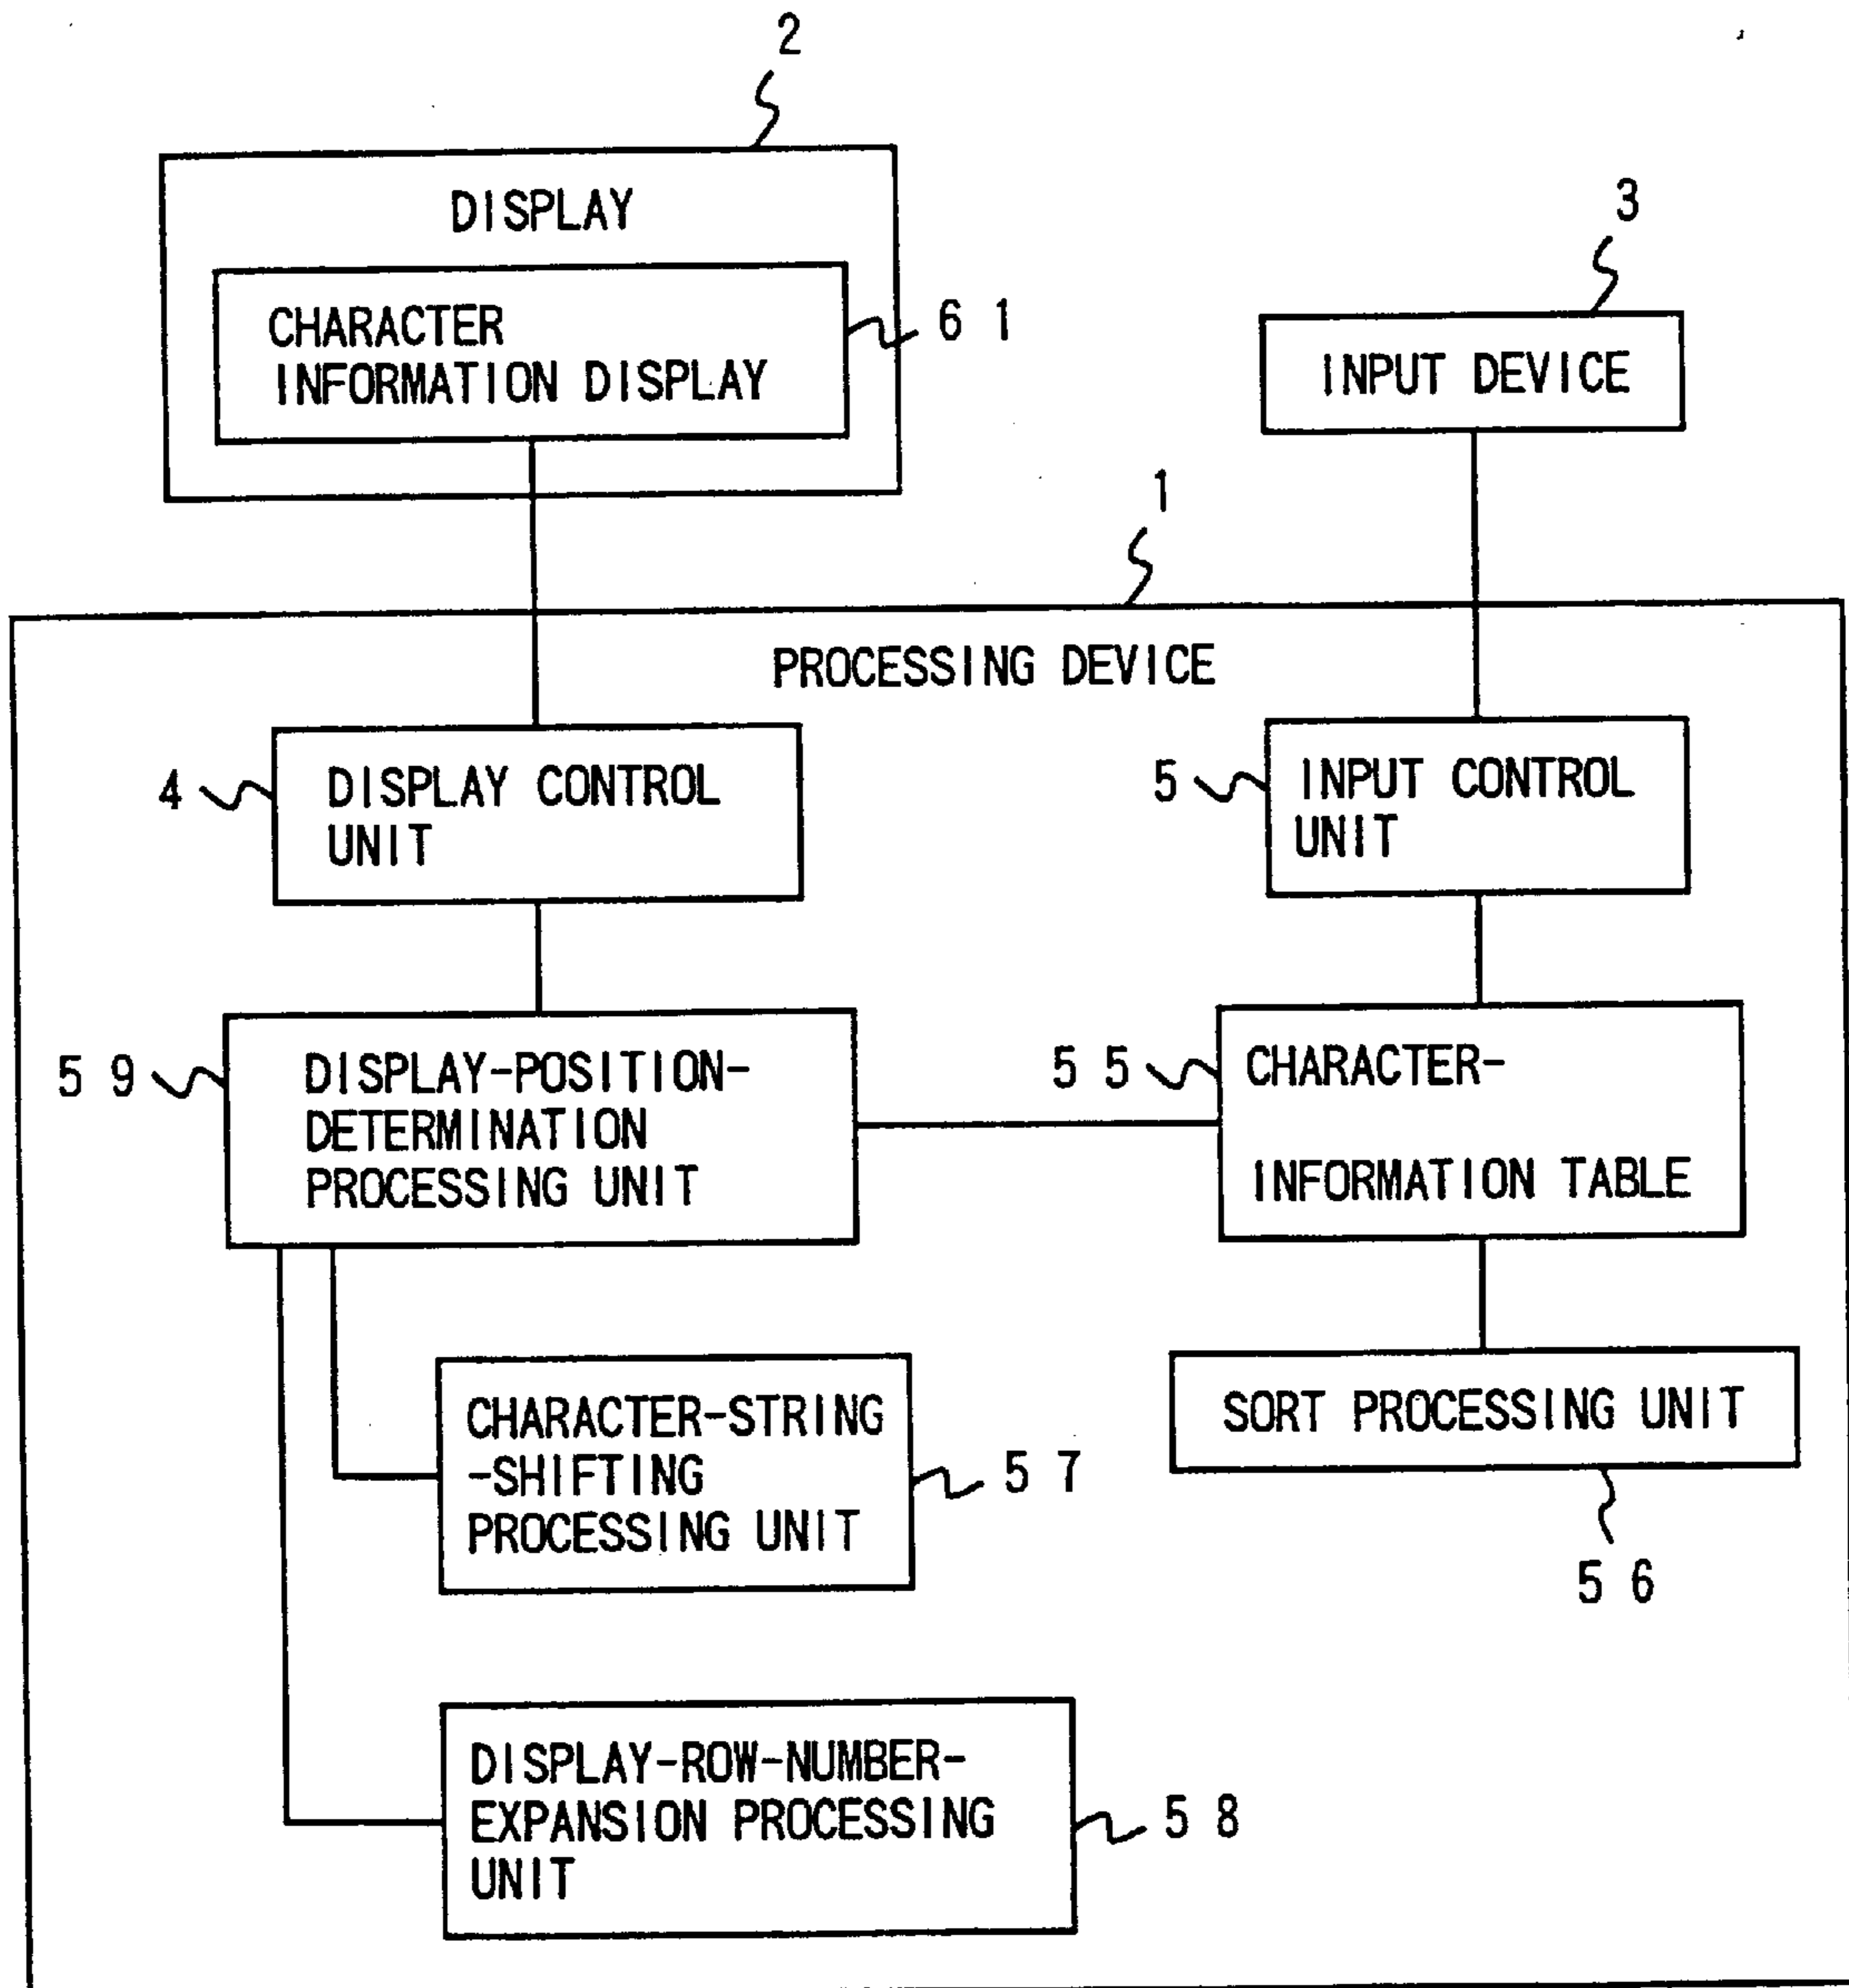 2
DISPLAY
3
CHARACTER
INFORMATION DISPLAY
6 1
INPUT DEVICE
1
PROCESSING DEVICE
4
DISPLAY CONTROL
UNIT
5
INPUT CONTROL
UNIT
5 9
DISPLAY-POSITION-
DETERMINATION
PROCESSING UNIT
5 5
CHARACTER-
INFORMATION TABLE
CHARACTER-STRING
-SHIFTING
PROCESSING UNIT
5 7
SORT PROCESSING UNIT
5 6
DISPLAY-ROW-NUMBER-
EXPANSION PROCESSING
UNIT
5 8